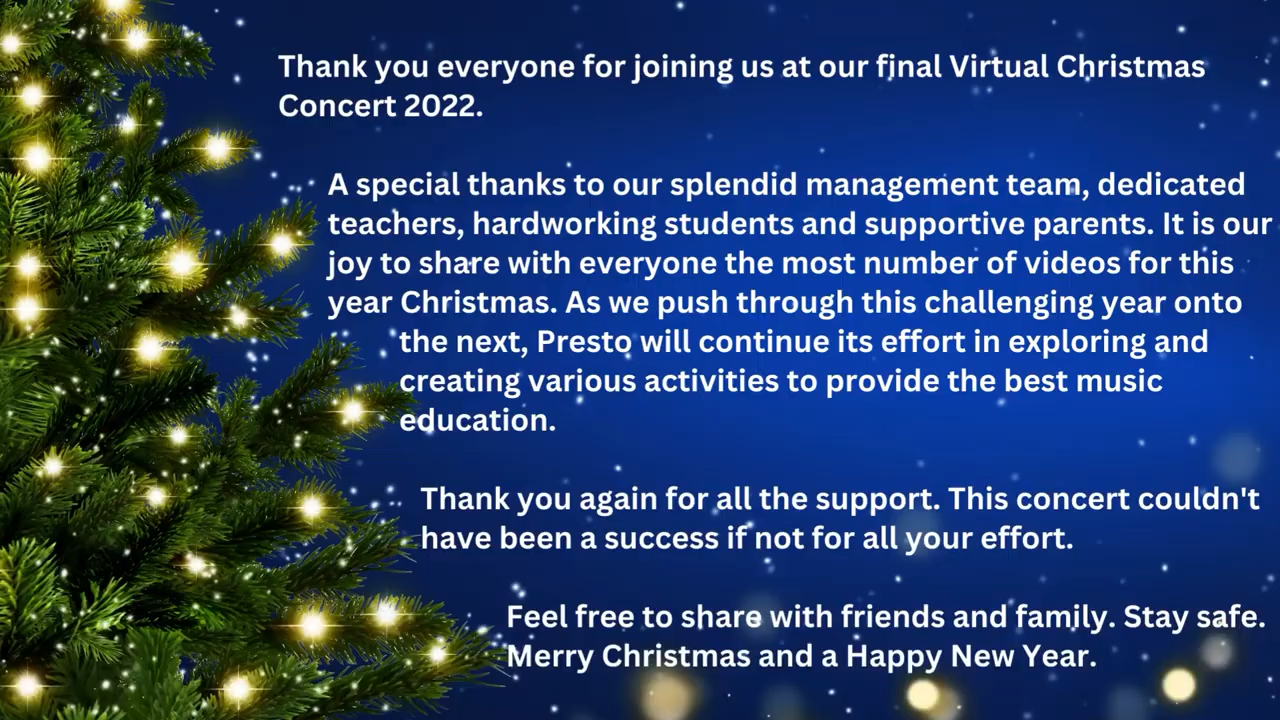 Thank you everyone for joining us at our final Virtual Christmas
Concert 2022.
A special thanks to our splendid management team, dedicated
teachers, hardworking students and supportive parents. It is our
joy to share with everyone the most number of videos for this
year Christmas. As we push through this challenging year onto
the next, Presto will continue its effort in exploring and
creating various activities to provide the best music
education.
Thank you again for all the support. This concert couldn't
have been a success if not for all your effort.
Feel free to share with friends and family. Stay safe.
Merry Christmas and a Happy New Year.